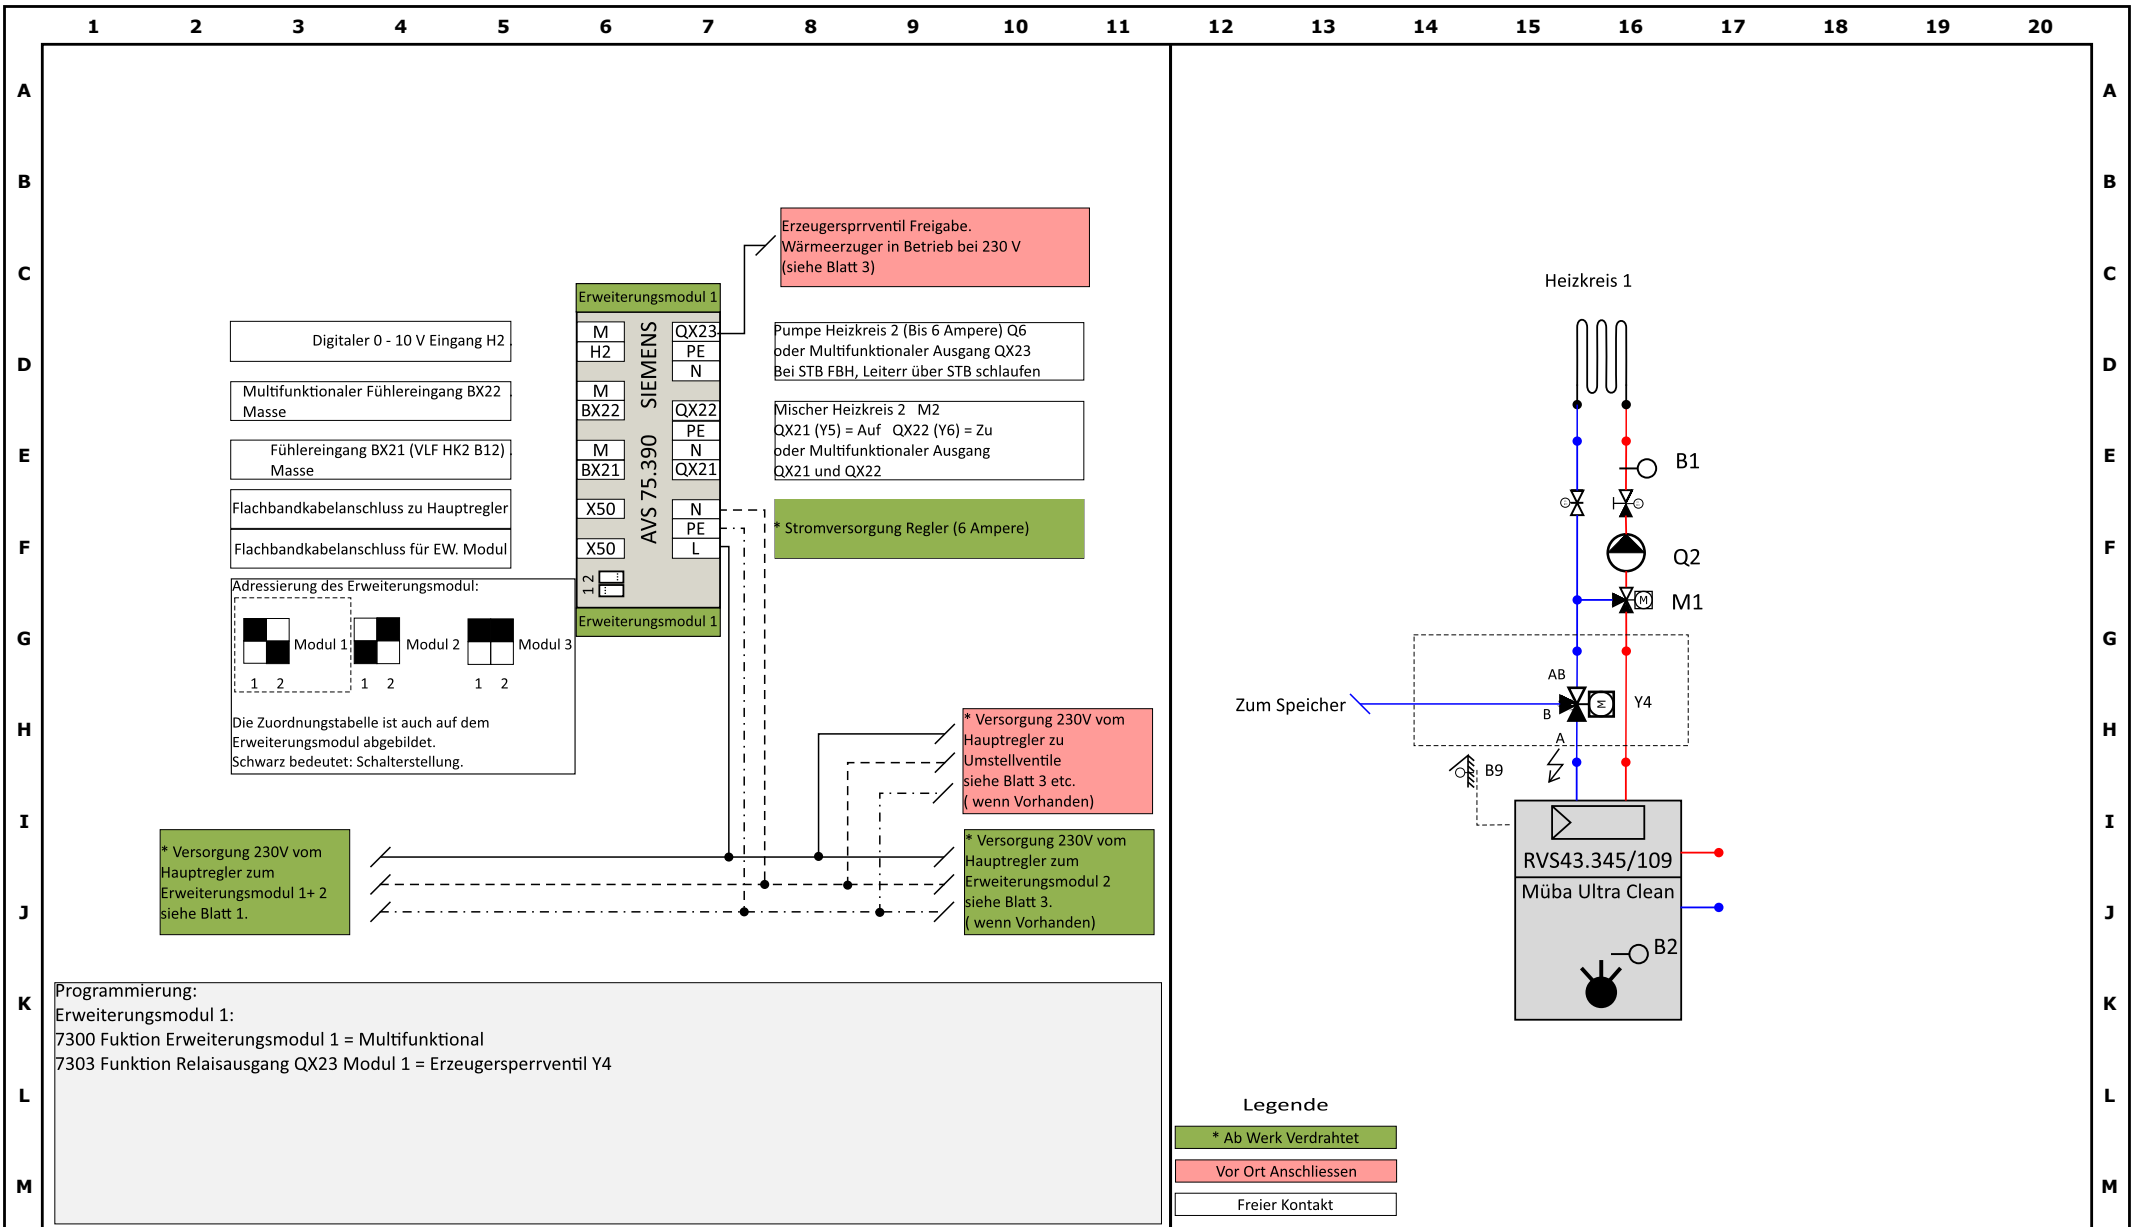 1 2 3 4 5 6 7 8 9 10 11 12 13 14 15 16 17 18 19 20
A A
B B
C C
D D
E E
F F
G G
H H
I I
J J
K K
L L
M M
Erzeugersprrventil Freigabe.
Wärmeerzuger in Betrieb bei 230 V
(siehe Blatt 3)
Erweiterungsmodul 1
Digitaler 0 - 10 V Eingang H2 .
Multifunktionaler Fühlereingang BX22 .
Masse
Fühlereingang BX21 (VLF HK2 B12) .
Masse
Flachbandkabelanschluss zu Hauptregler
Flachbandkabelanschluss für EW. Modul
M
H2
M
BX22
M
BX21
X50
X50
1 2
AVS 75.390 SIEMENS
QX23
PE
N
QX22
PE
N
QX21
N
PE
L
Erweiterungsmodul 1
Pumpe Heizkreis 2 (Bis 6 Ampere) Q6
oder Multifunktionaler Ausgang QX23
Bei STB FBH, Leiterr über STB schlaufen
Mischer Heizkreis 2 M2
QX21 (Y5) = Auf QX22 (Y6) = Zu
oder Multifunktionaler Ausgang
QX21 und QX22
* Stromversorgung Regler (6 Ampere)
Adressierung des Erweiterungsmodul:
Modul 1 Modul 2 Modul 3
1 2 1 2 1 2
Die Zuordnungstabelle ist auch auf dem
Erweiterungsmodul abgebildet.
Schwarz bedeutet: Schalterstellung.
* Versorgung 230V vom
Hauptregler zu
Umstellventile
siehe Blatt 3 etc.
( wenn Vorhanden)
* Versorgung 230V vom
Hauptregler zum
Erweiterungsmodul 1+ 2
siehe Blatt 1.
* Versorgung 230V vom
Hauptregler zum
Erweiterungsmodul 2
siehe Blatt 3.
( wenn Vorhanden)
Programmierung:
Erweiterungsmodul 1:
7300 Fuktion Erweiterungsmodul 1 = Multifunktional
7303 Funktion Relaisausgang QX23 Modul 1 = Erzeugersperrventil Y4
Heizkreis 1
B1
Q2
M
M1
AB
Zum Speicher
B
M
Y4
A
B9
RVS43.345/109
Müba Ultra Clean
B2
Legende
* Ab Werk Verdrahtet
Vor Ort Anschliessen
Freier Kontakt